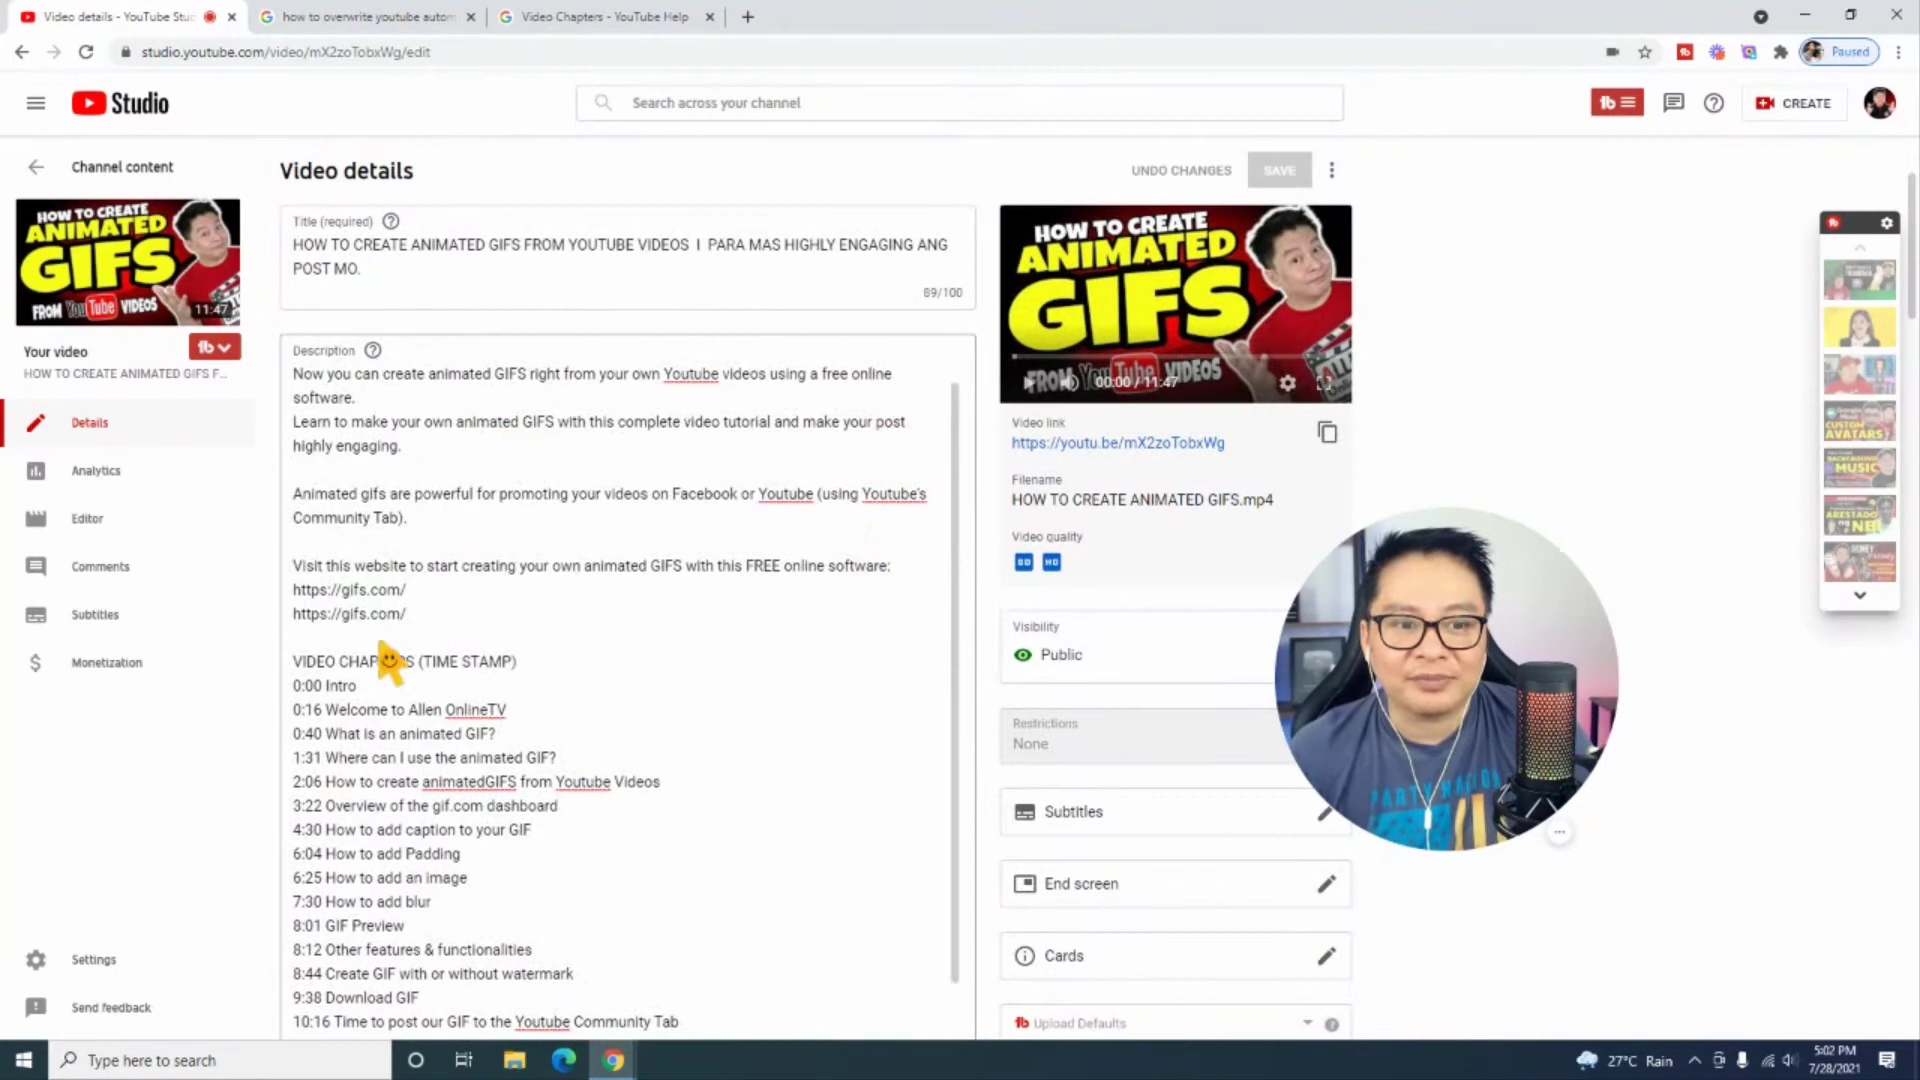 Video details - YouTube Stud
how to overwrite youtube autom
Video Chapters - YouTube Help
studio.youtube.com/video/mX2zoTobxWg/edit
Paused
Studio
Search across your channel
CREATE
Channel content
Video details
UNDO CHANGES
SAVE
HOW TO CREATE
ANIMATED
GIFS
FROM YouTube VIDEOS
11:47
Your video
HOW TO CREATE ANIMATED GIFS F...
Details
Analytics
Editor
Comments
Subtitles
Monetization
Settings
Send feedback
Title (required)
HOW TO CREATE ANIMATED GIFS FROM YOUTUBE VIDEOS I PARA MAS HIGHLY ENGAGING ANG
POST MO.
89/100
Description
Now you can create animated GIFS right from your own Youtube videos using a free online
software.
Learn to make your own animated GIFS with this complete video tutorial and make your post
highly engaging.
Animated gifs are powerful for promoting your videos on Facebook or Youtube (using Youtube's
Community Tab).
Visit this website to start creating your own animated GIFS with this FREE online software:
https://gifs.com/
https://gifs.com/
VIDEO CHAP S (TIME STAMP)
0:00 Intro
0:16 Welcome to Allen OnlineTV
0:40 What is an animated GIF?
1:31 Where can I use the animated GIF?
2:06 How to create animatedGIFS from Youtube Videos
3:22 Overview of the gif.com dashboard
4:30 How to add caption to your GIF
6:04 How to add Padding
6:25 How to add an image
7:30 How to add blur
8:01 GIF Preview
8:12 Other features & functionalities
8:44 Create GIF with or without watermark
9:38 Download GIF
10:16 Time to post our GIF to the Youtube Community Tab
HOW TO CREATE
ANIMATED
GIFS
FROM YouTube VIDEOS
00:00 / 11:47
Video link
https://youtu.be/mX2zoTobxWg
Filename
HOW TO CREATE ANIMATED GIFS.mp4
Video quality
SD HD
Visibility
Public
Restrictions
None
Subtitles
End screen
Cards
Upload Defaults
CUSTOM
AVATARS
MUSIC
ARESTADO
PARTY NATION
Type here to search
27°C Rain
5:02 PM
7/28/2021